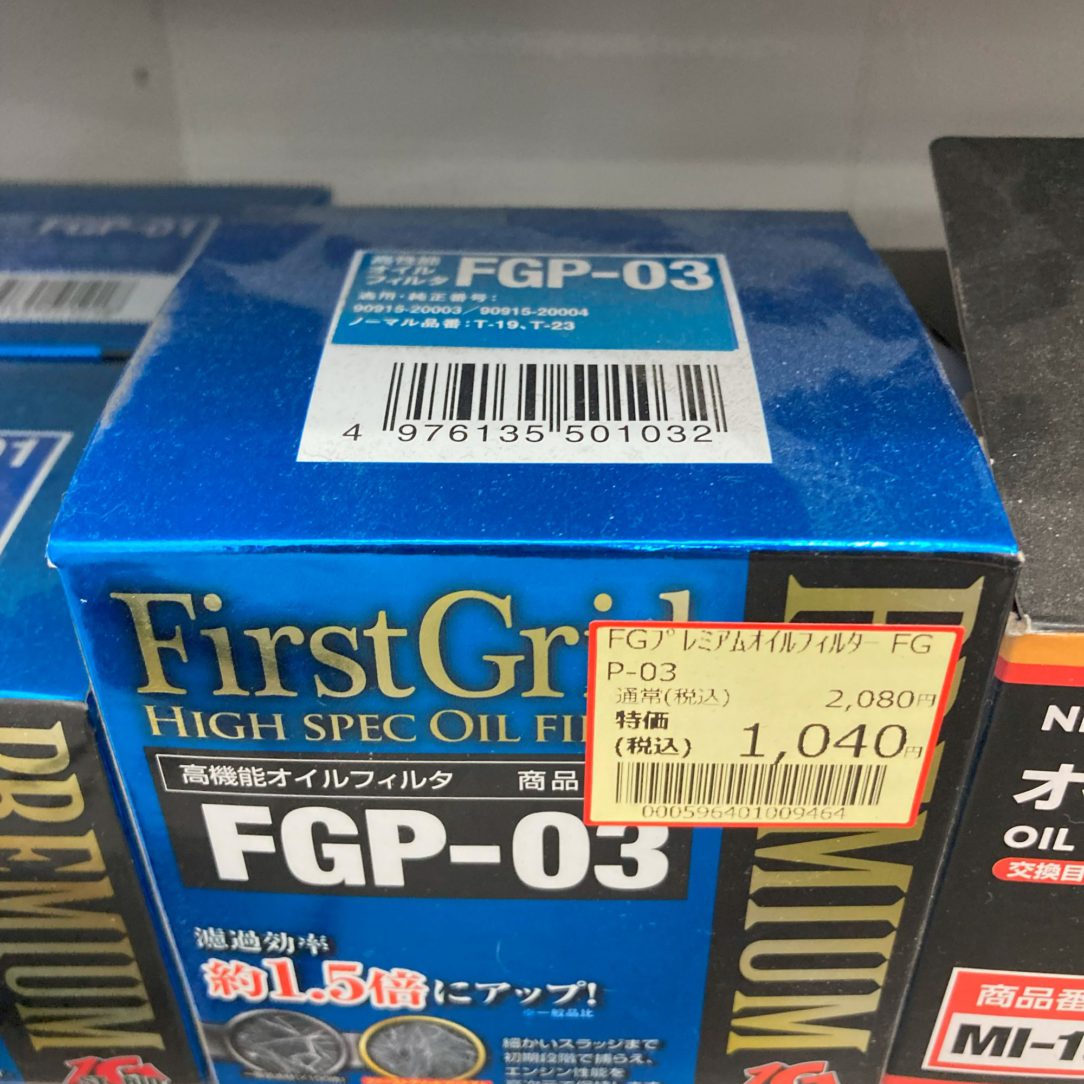 FGP-01
高性能
オイル
フィルタ
FGP-03
適用・純正番号:
90915-20003/90915-20004
ノーマル品番:T-19、T-23
4 976135 501032
01
FirstGrid
HIGH SPEC OIL FI
高機能オイルフィルタ 商品
FGP-03
PREMIUM
FGプレミアムオイルフィルター FG
P-03
通常(税込) 2,080円
特価
(税込) 1,040円
0005964010009464
濾過効率
約1.5倍にアップ!
※一般品比
細かいスラッジまで
初期段階で捕らえ、
エンジン性能を
PREMIUM
オ
OIL
交換目
商品番
MI-1